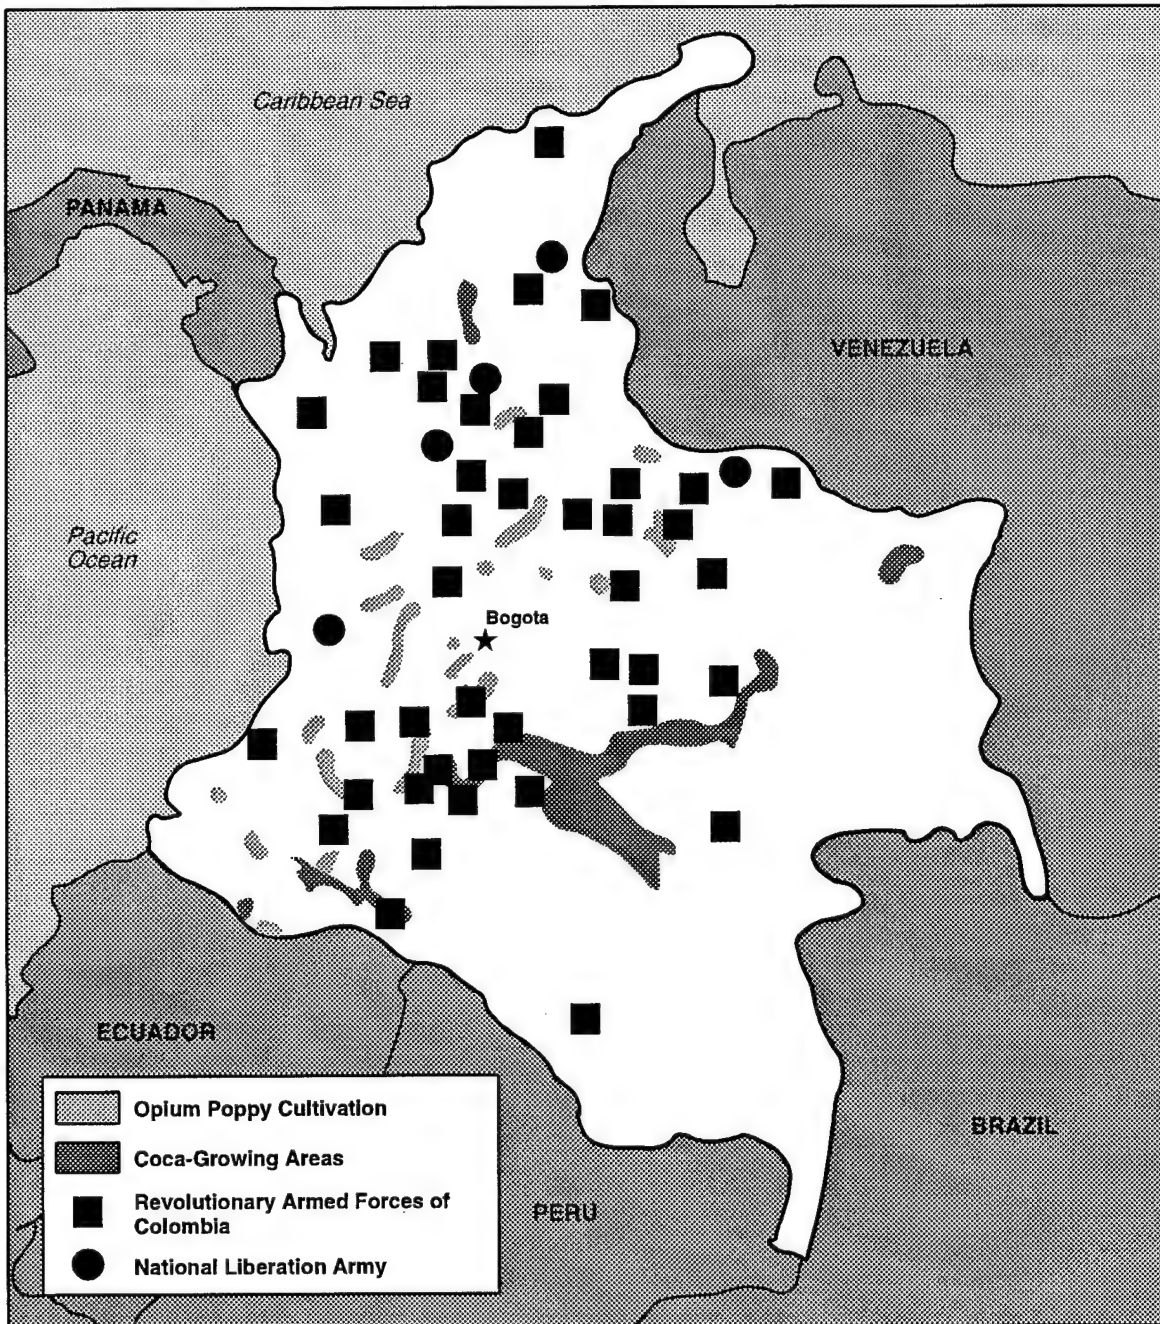 Caribbean Sea
PANAMA
VENEZUELA
Pacific
Ocean
Bogota
ECUADOR
BRAZIL
PERU
Opium Poppy Cultivation
Coca-Growing Areas
Revolutionary Armed Forces of
Colombia
National Liberation Army